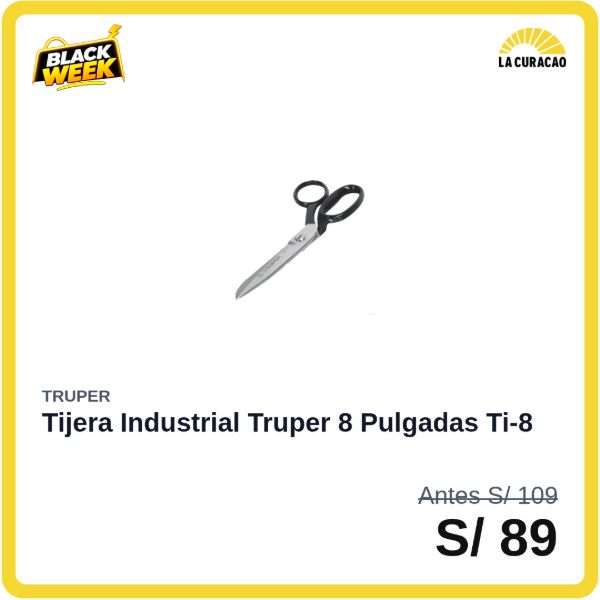 BLACK
WEEK
LA CURACAO
TRUPER
Tijera Industrial Truper 8 Pulgadas Ti-8
Antes S/ 109
S/ 89